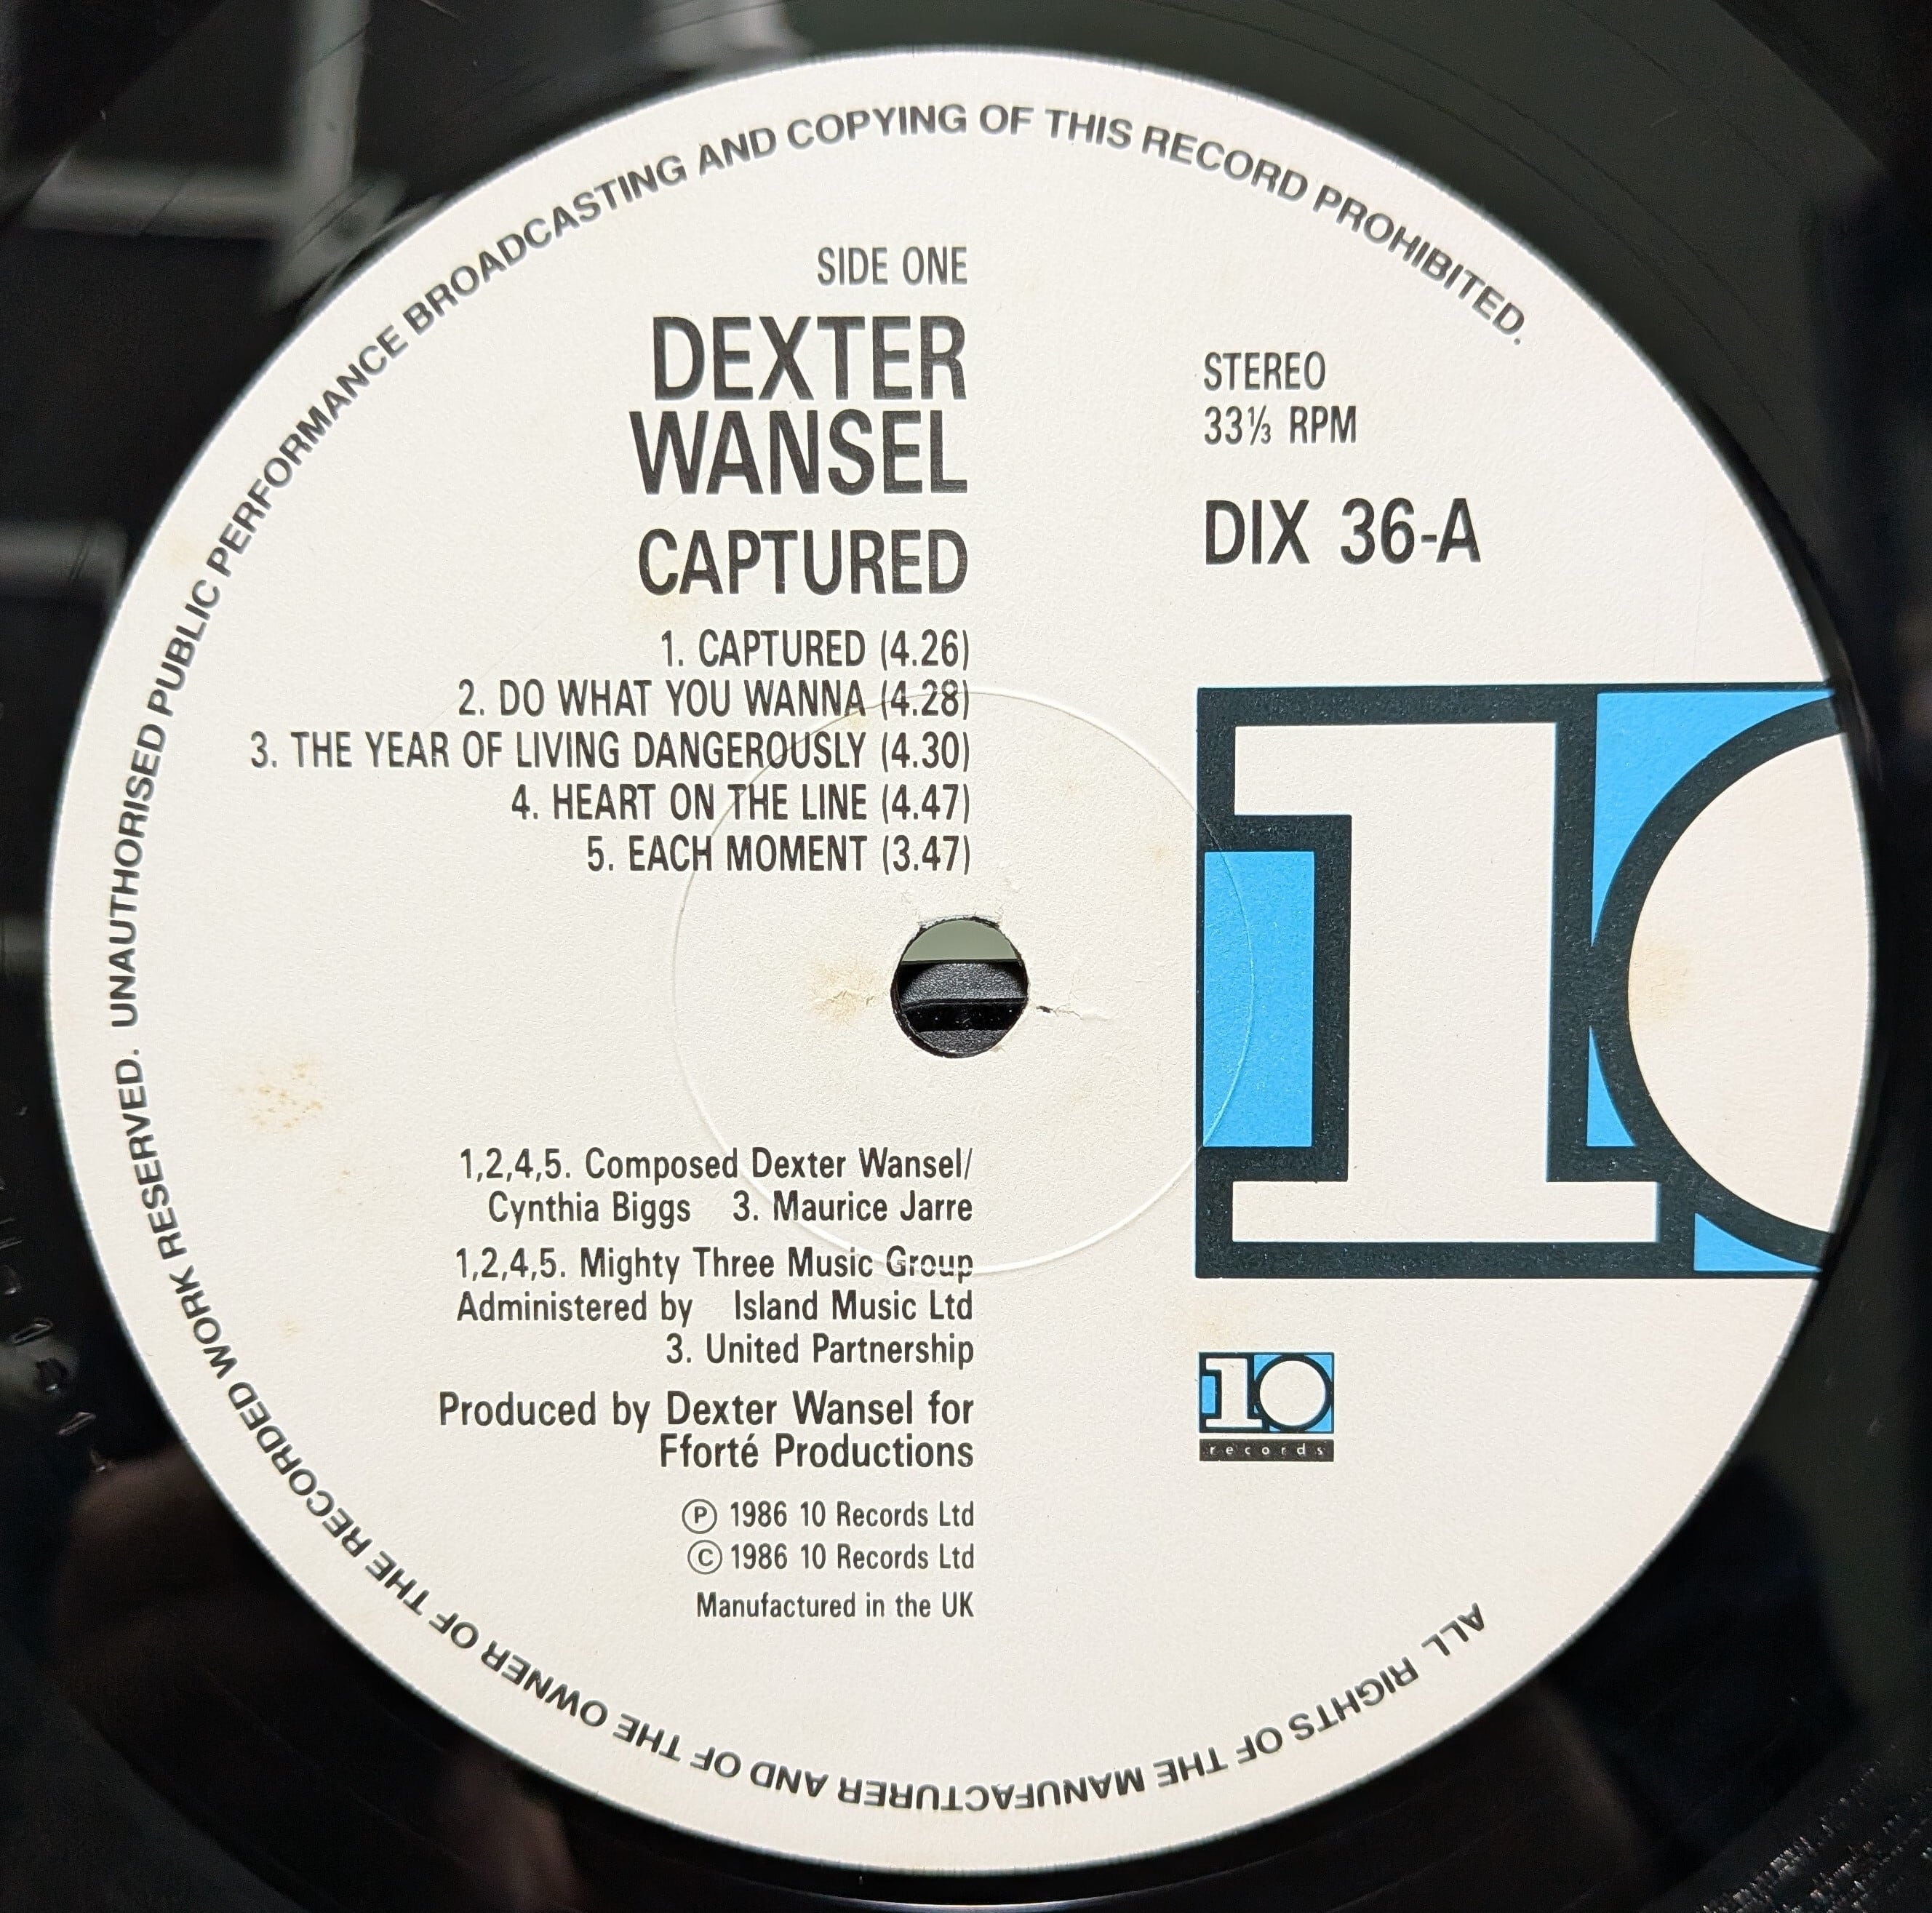 ALL RIGHTS OF THE MANUFACTURER AND OF THE OWNER OF THE RECORDED WORK RESERVED. UNAUTHORISED PUBLIC PERFORMANCE BROADCASTING AND COPYING OF THIS RECORD PROHIBITED.
SIDE ONE
DEXTER
WANSEL
CAPTURED
1. CAPTURED (4.26)
2. DO WHAT YOU WANNA (4.28)
3. THE YEAR OF LIVING DANGEROUSLY (4.30)
4. HEART ON THE LINE (4.47)
5. EACH MOMENT (3.47)
STEREO
33⅓ RPM
DIX 36-A
10
1,2,4,5. Composed Dexter Wansel/
Cynthia Biggs 3. Maurice Jarre
1,2,4,5. Mighty Three Music Group
Administered by Island Music Ltd
3. United Partnership
Produced by Dexter Wansel for
Fforté Productions
Ⓟ 1986 10 Records Ltd
© 1986 10 Records Ltd
Manufactured in the UK
10
records